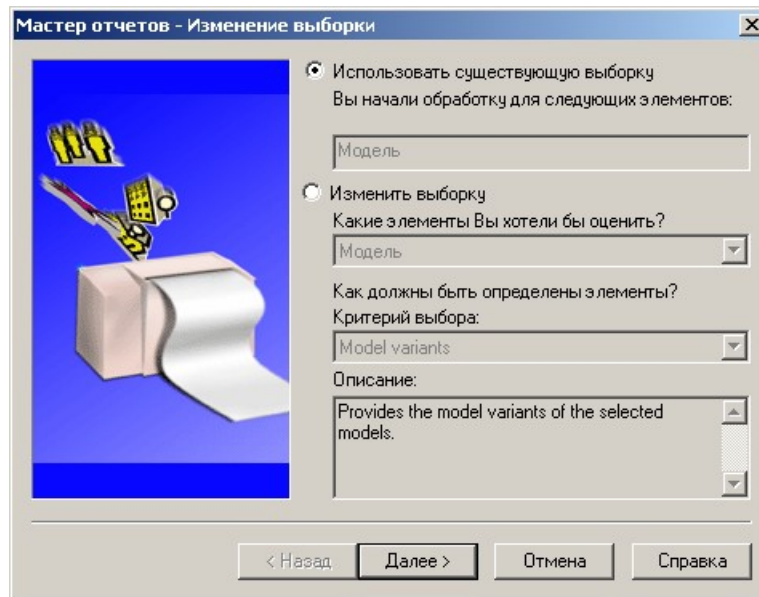 Мастер отчетов - Изменение выборки
Использовать существующую выборку
Вы начали обработку для следующих элементов:
Модель
Изменить выборку
Какие элементы Вы хотели бы оценить?
Модель
Как должны быть определены элементы?
Критерий выбора:
Model variants
Описание:
Provides the model variants of the selected
models.
< Назад
Далее >
Отмена
Справка